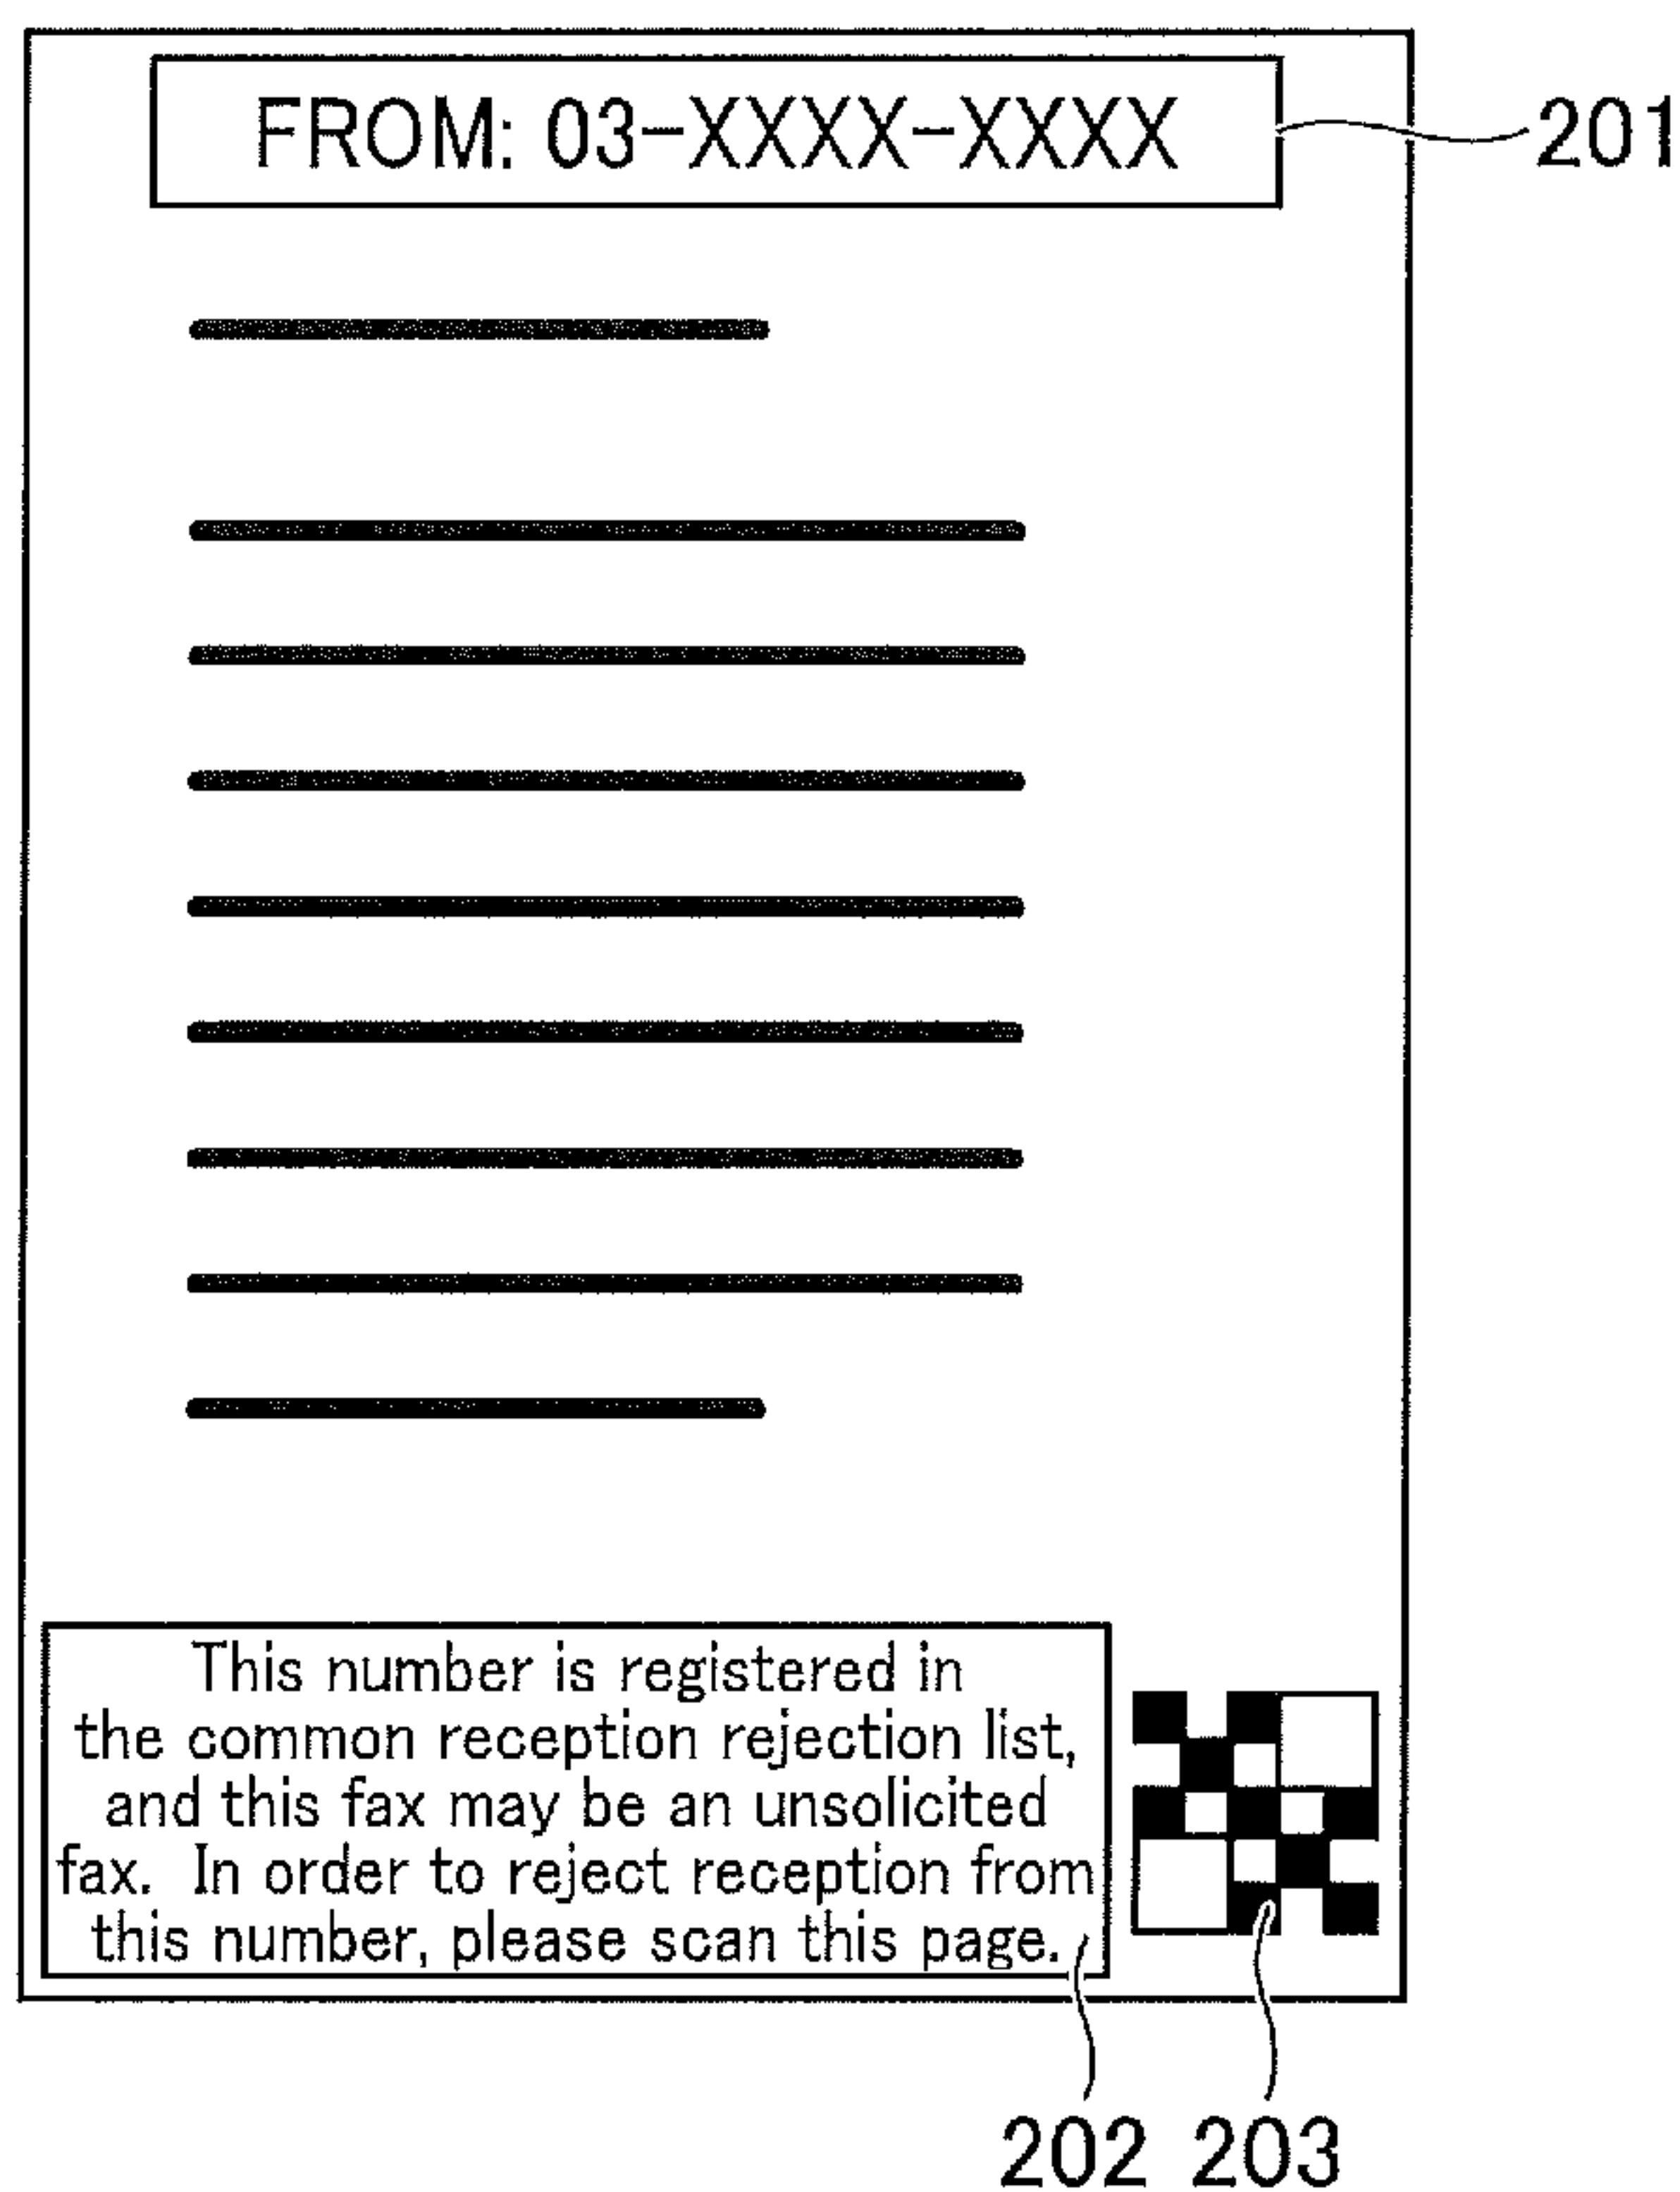 FROM: 03-XXXX-XXXX
201
This number is registered in
the common reception rejection list,
and this fax may be an unsolicited
fax. In order to reject reception from
this number, please scan this page.
202 203